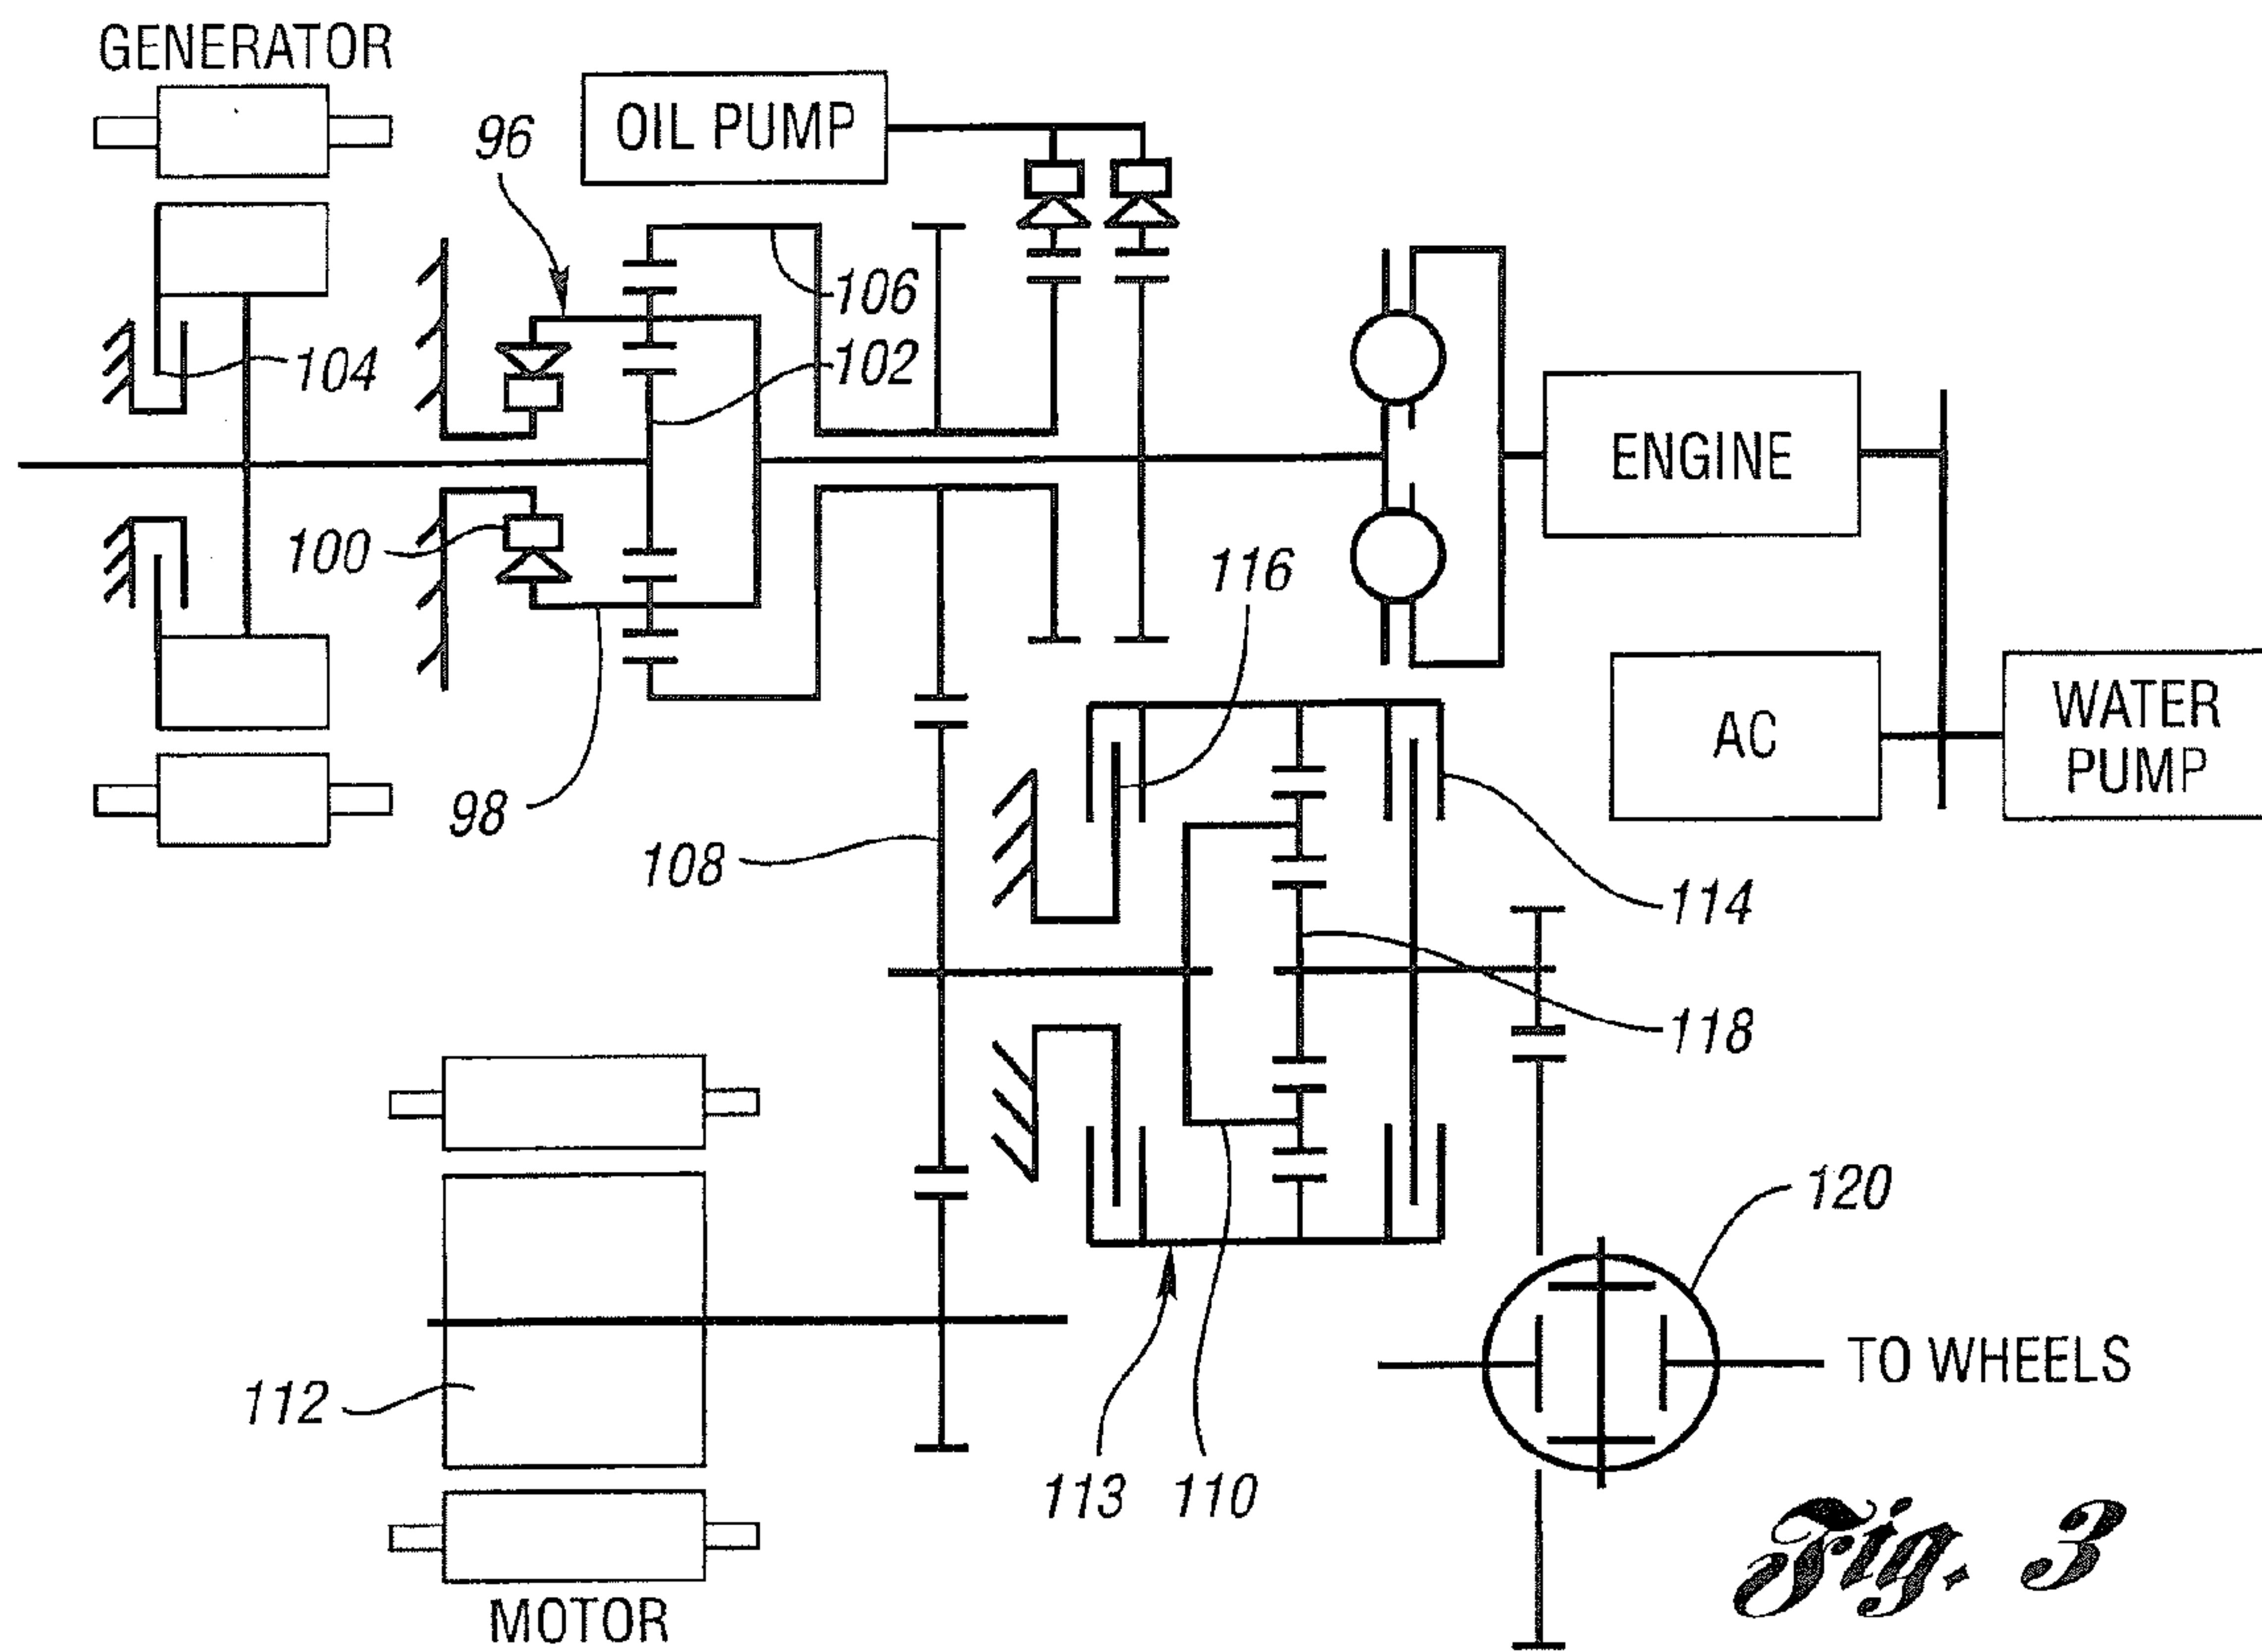 GENERATOR
OIL PUMP
96
106
102
104
ENGINE
100
116
AC
WATER
PUMP
98
108
114
118
120
112
TO WHEELS
113
110
MOTOR
Fig. 3